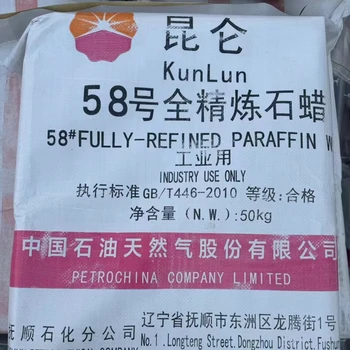 昆仑
KunLun
58号全精炼石蜡
58#FULLY-REFINED PARAFFIN W
工业用
INDUSTRY USE ONLY
执行标准GB/T446-2010 等级:合格
净含量(N.W.):50kg
中国石油天然气股份有限公司
PETROCHINA COMPANY LIMITED
抚顺石化分公司
辽宁省抚顺市东洲区龙腾街1号
No.1.Longteng Street.Dongzhou District.Fushu